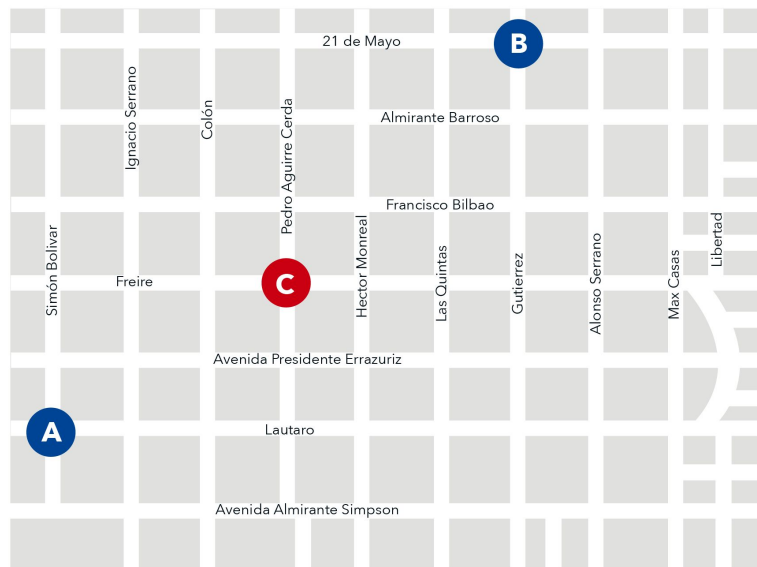 21 de Mayo
B
Ignacio Serrano
Colón
Pedro Aguirre Cerda
Almirante Barroso
Francisco Bilbao
Simón Bolivar
Freire
C
Hector Monreal
Las Quintas
Gutierrez
Alonso Serrano
Max Casas
Libertad
Avenida Presidente Errazuriz
A
Lautaro
Avenida Almirante Simpson